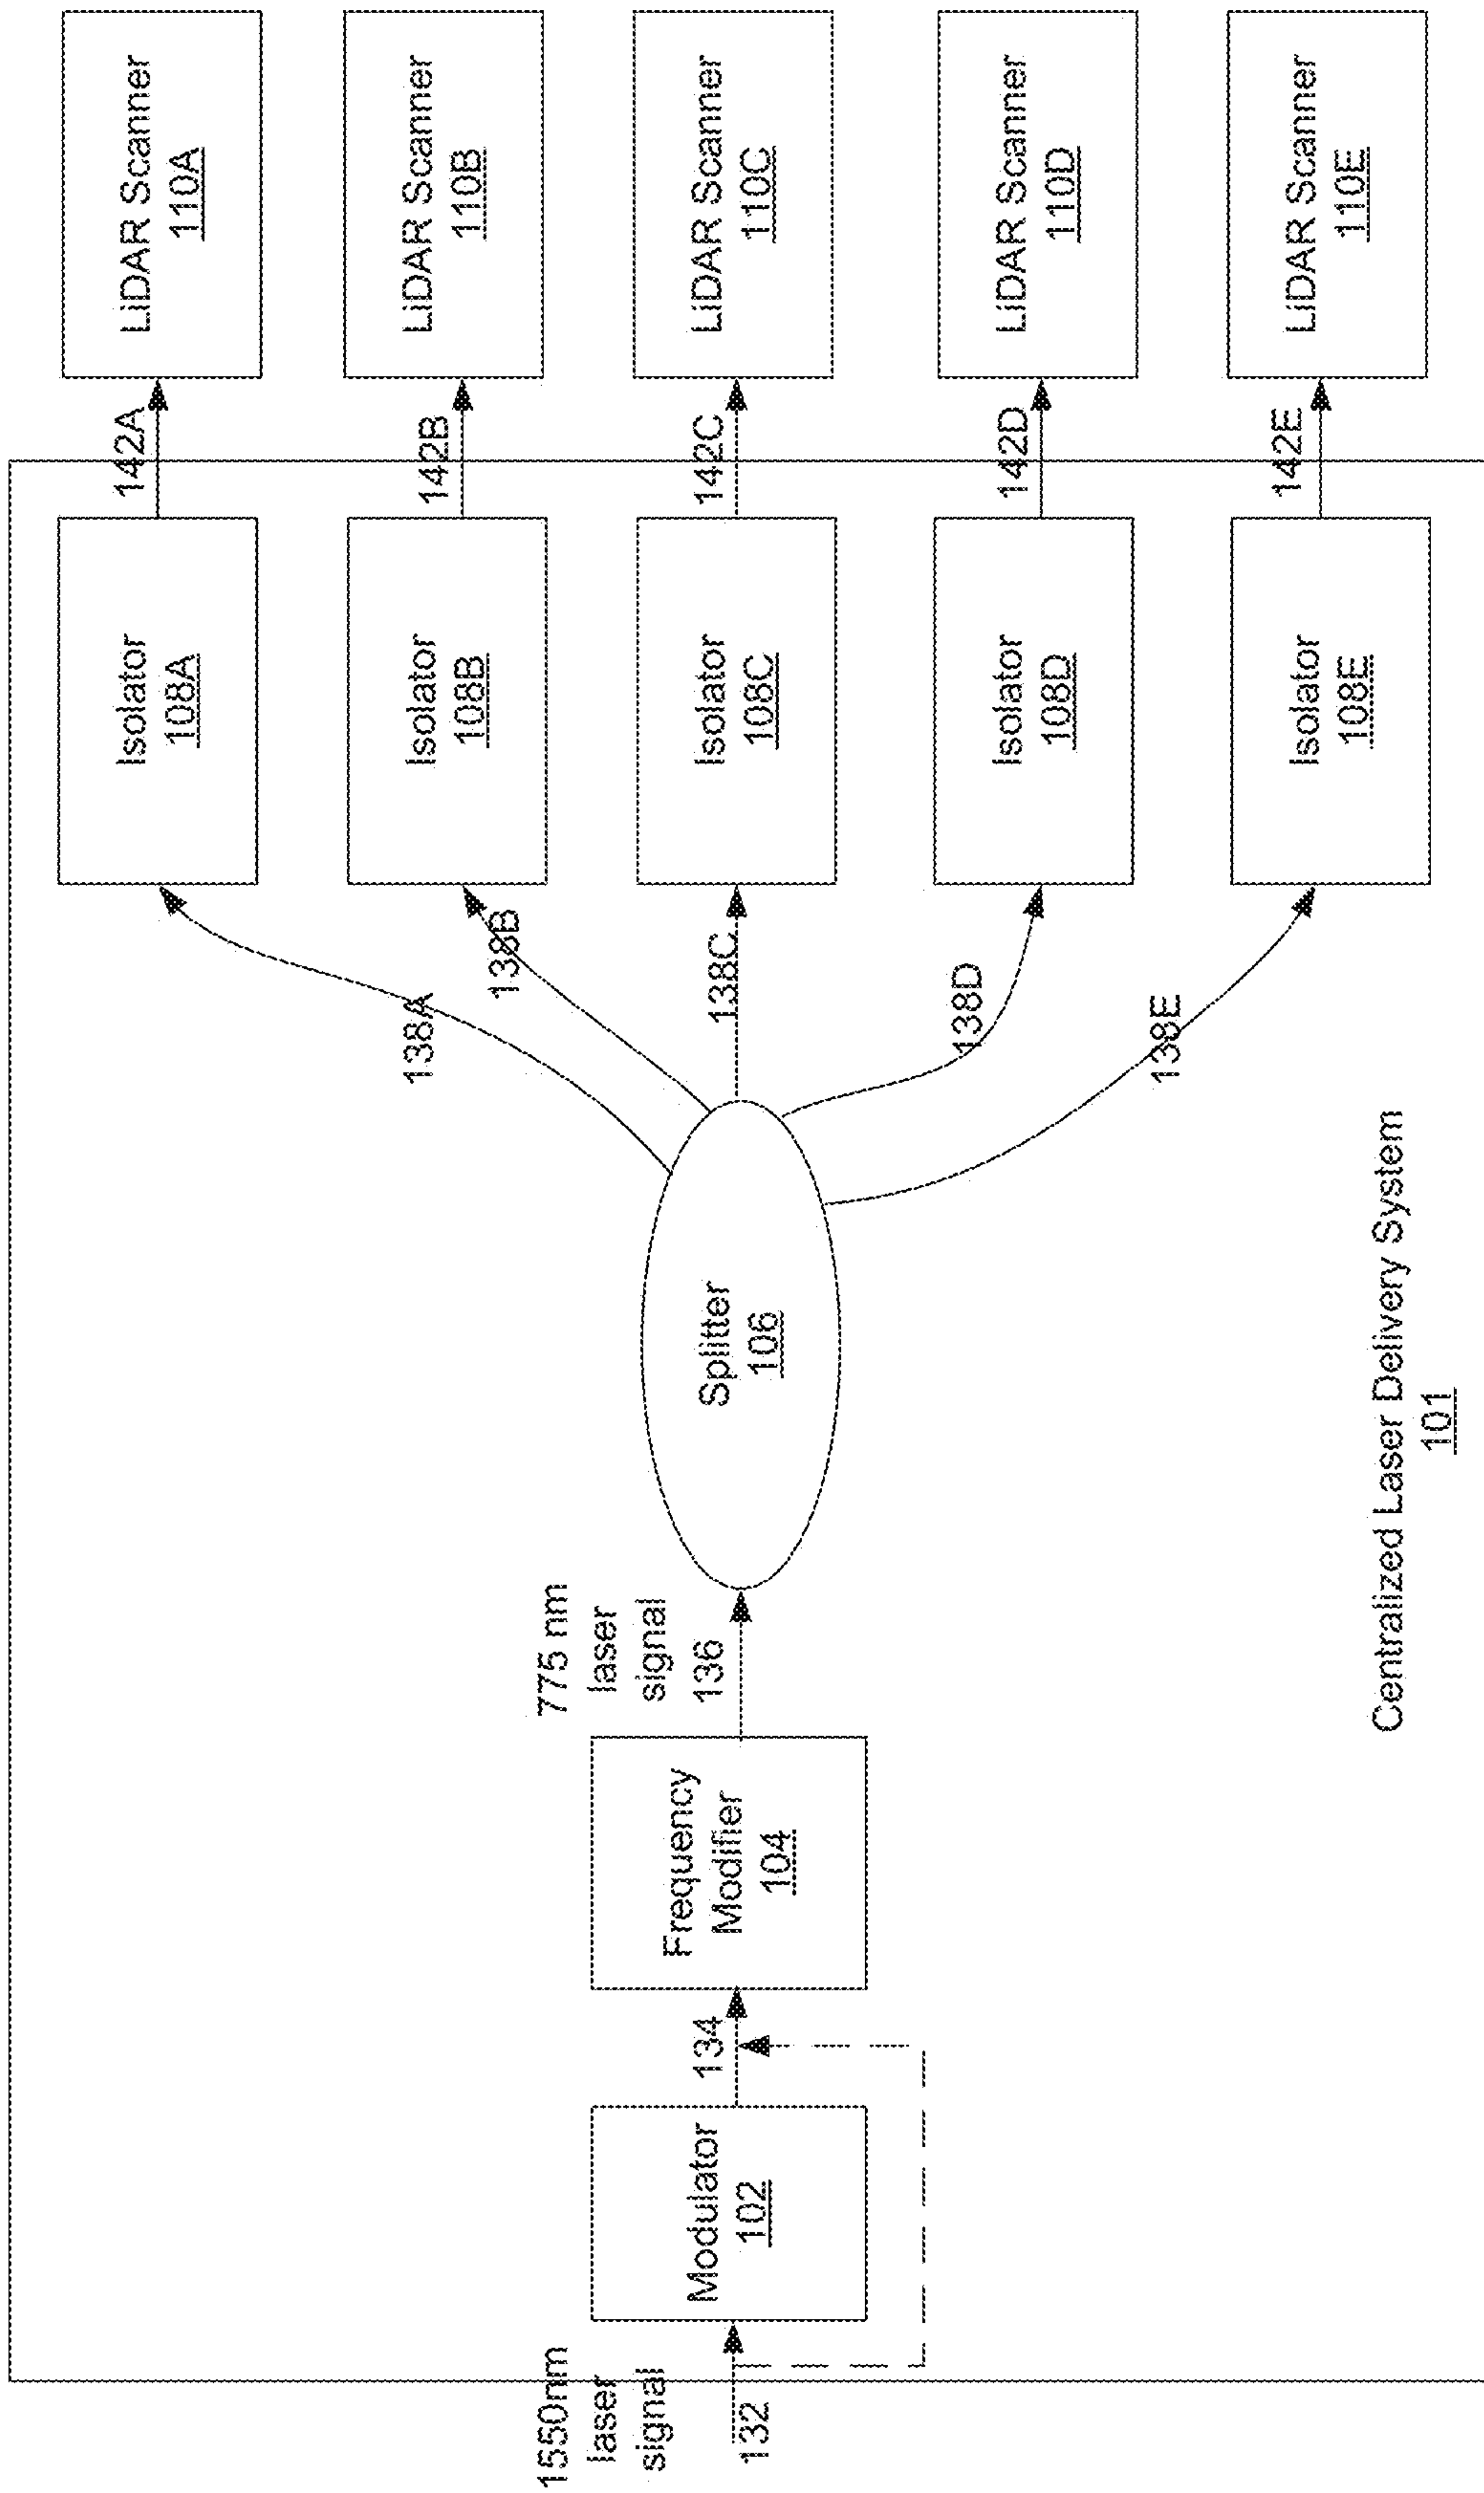 1550nm
laser
signal
132
Modulator
102
134
Frequency
Modifier
104
775 nm
laser
signal
136
Splitter
106
138A
138B
138C
138D
138E
Isolator
108A
Isolator
108B
Isolator
108C
Isolator
108D
Isolator
108E
142A
142B
142C
142D
142E
LiDAR Scanner
110A
LiDAR Scanner
110B
LiDAR Scanner
110C
LiDAR Scanner
110D
LiDAR Scanner
110E
Centralized Laser Delivery System
101